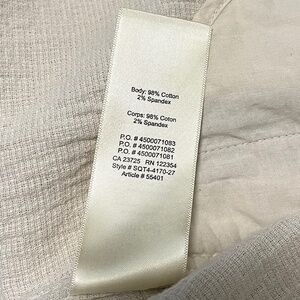 Body: 98% Cotton
2% Spandex
Corps: 98% Coton
2% Spandex
P.O. # 4500071083
P.O. # 4500071082
P.O. # 4500071081
CA 23725 RN 122354
Style # SQT4-4170-27
Article # 55401